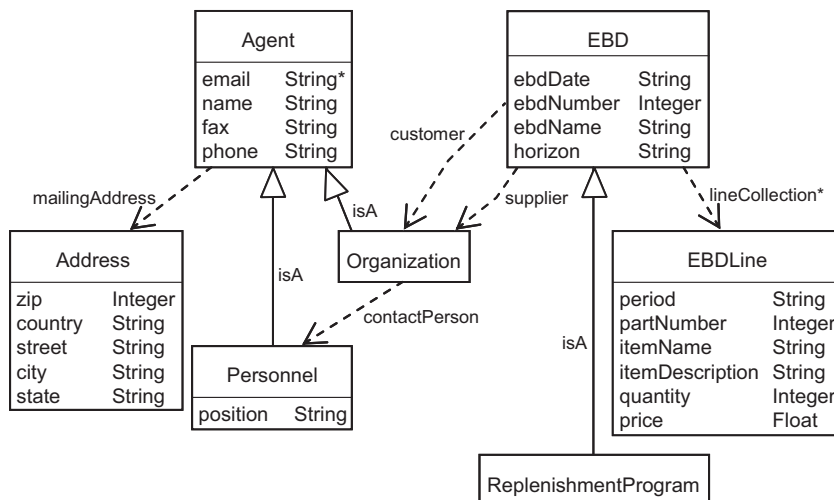 Agent
email String*
name String
fax String
phone String
EBD
ebdDate String
ebdNumber Integer
ebdName String
horizon String
customer
mailingAddress
isA
supplier
lineCollection*
Address
zip Integer
country String
street String
city String
state String
isA
Organization
contactPerson
EBDLine
period String
partNumber Integer
itemName String
itemDescription String
quantity Integer
price Float
Personnel
position String
isA
ReplenishmentProgram